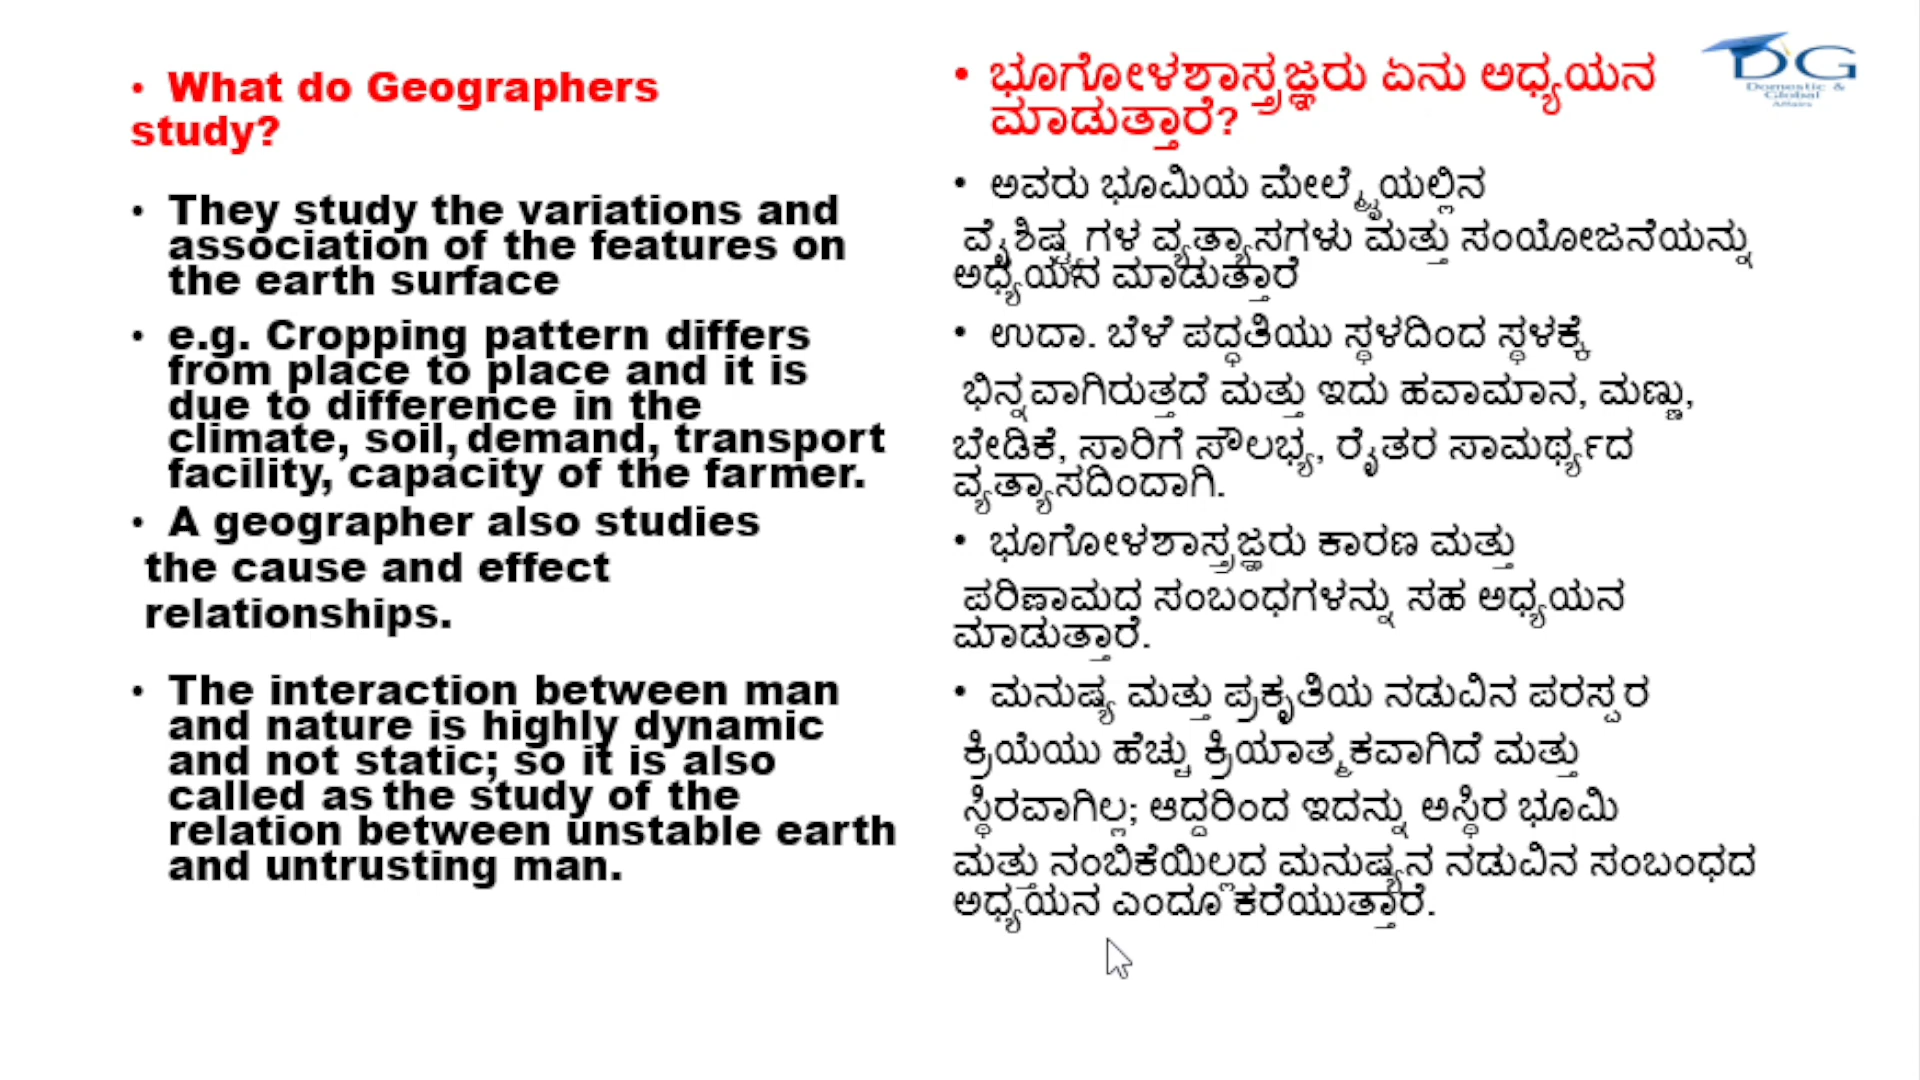 • What do Geographers
study?
• They study the variations and
association of the features on
the earth surface
• e.g. Cropping pattern differs
from place to place and it is
due to difference in the
climate, soil, demand, transport
facility, capacity of the farmer.
• A geographer also studies
the cause and effect
relationships.
• The interaction between man
and nature is highly dynamic
and not static; so it is also
called as the study of the
relation between unstable earth
and untrusting man.
• ಭೂಗೋಳಶಾಸ್ತ್ರಜ್ಞರು ಏನು ಅಧ್ಯಯನ
ಮಾಡುತ್ತಾರೆ?
• ಅವರು ಭೂಮಿಯ ಮೇಲ್ಮೈಯಲ್ಲಿನ
ವೈಶಿಷ್ಟ್ಯಗಳ ವ್ಯತ್ಯಾಸಗಳು ಮತ್ತು ಸಂಯೋಜನೆಯನ್ನು
ಅಧ್ಯಯನ ಮಾಡುತ್ತಾರೆ
• ಉದಾ. ಬೆಳೆ ಪದ್ಧತಿಯು ಸ್ಥಳದಿಂದ ಸ್ಥಳಕ್ಕೆ
ಭಿನ್ನವಾಗಿರುತ್ತದೆ ಮತ್ತು ಇದು ಹವಾಮಾನ, ಮಣ್ಣು,
ಬೇಡಿಕೆ, ಸಾರಿಗೆ ಸೌಲಭ್ಯ, ರೈತರ ಸಾಮರ್ಥ್ಯದ
ವ್ಯತ್ಯಾಸದಿಂದಾಗಿ.
• ಭೂಗೋಳಶಾಸ್ತ್ರಜ್ಞರು ಕಾರಣ ಮತ್ತು
ಪರಿಣಾಮದ ಸಂಬಂಧಗಳನ್ನು ಸಹ ಅಧ್ಯಯನ
ಮಾಡುತ್ತಾರೆ.
• ಮನುಷ್ಯ ಮತ್ತು ಪ್ರಕೃತಿಯ ನಡುವಿನ ಪರಸ್ಪರ
ಕ್ರಿಯೆಯು ಹೆಚ್ಚು ಕ್ರಿಯಾತ್ಮಕವಾಗಿದೆ ಮತ್ತು
ಸ್ಥಿರವಾಗಿಲ್ಲ; ಆದ್ದರಿಂದ ಇದನ್ನು ಅಸ್ಥಿರ ಭೂಮಿ
ಮತ್ತು ನಂಬಿಕೆಯಿಲ್ಲದ ಮನುಷ್ಯನ ನಡುವಿನ ಸಂಬಂಧದ
ಅಧ್ಯಯನ ಎಂದೂ ಕರೆಯುತ್ತಾರೆ.
DG
Domestic &
Global
Affairs